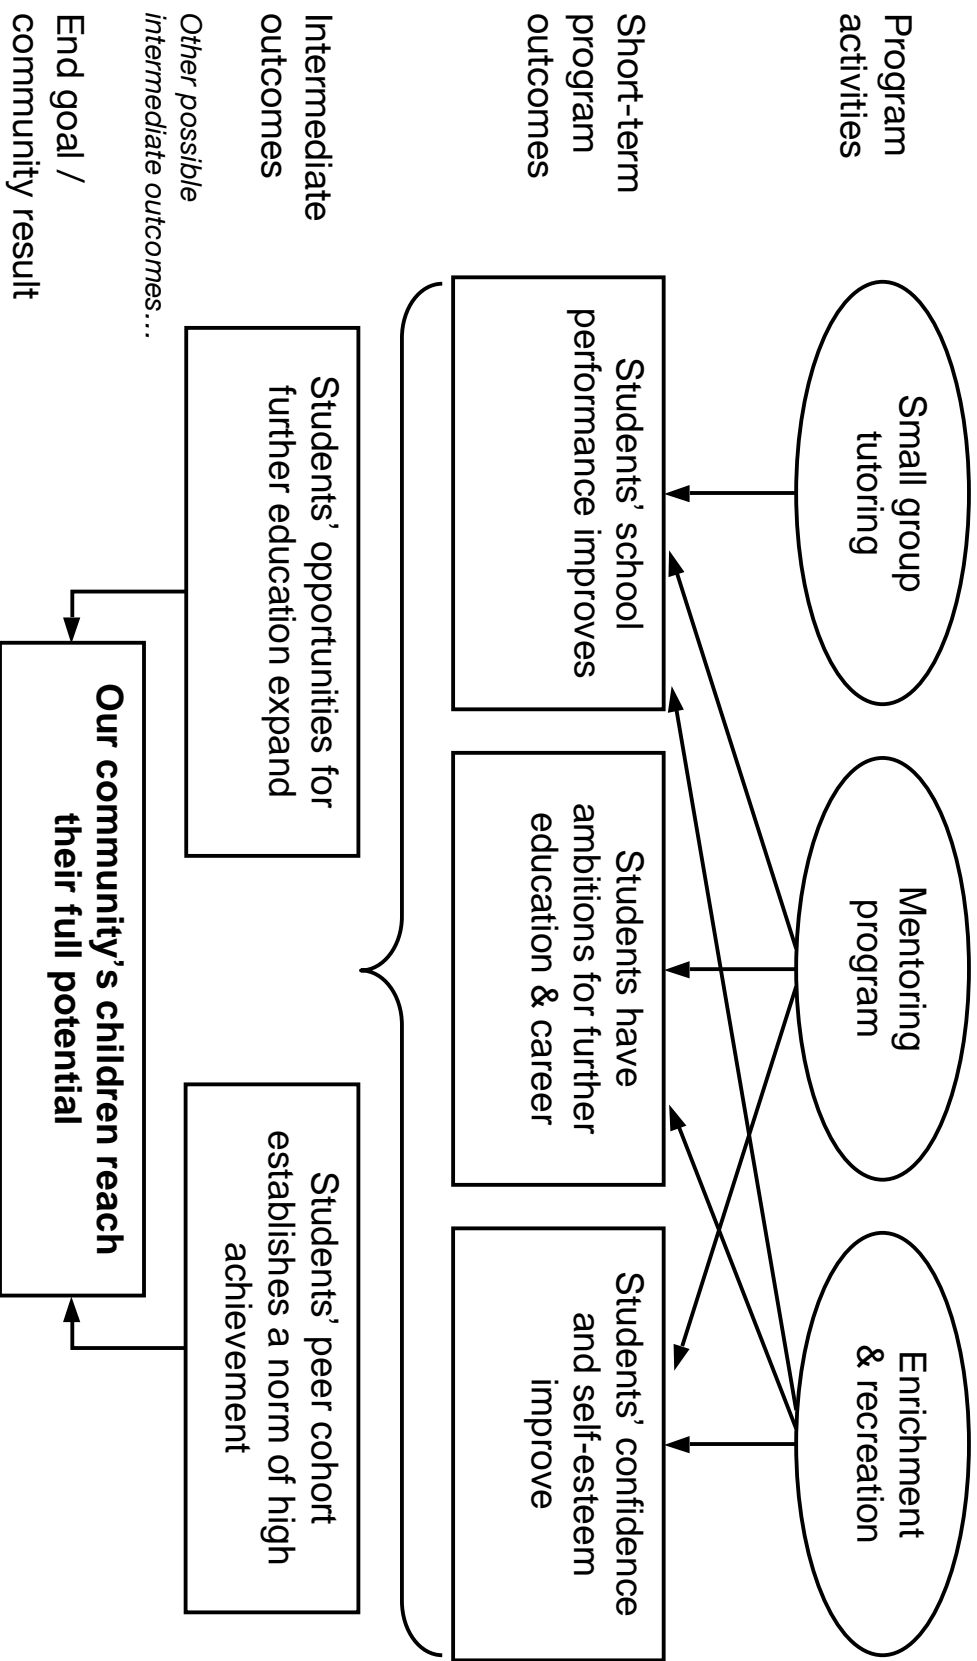 Program
activities
Small group
tutoring
Mentoring
program
Enrichment
& recreation
Short-term
program
outcomes
Students’ school
performance improves
Students have
ambitions for further
education & career
Students’ confidence
and self-esteem
improve
Intermediate
outcomes
Students’ opportunities for
further education expand
Students’ peer cohort
establishes a norm of high
achievement
Other possible
intermediate outcomes…
End goal /
community result
Our community’s children reach
their full potential